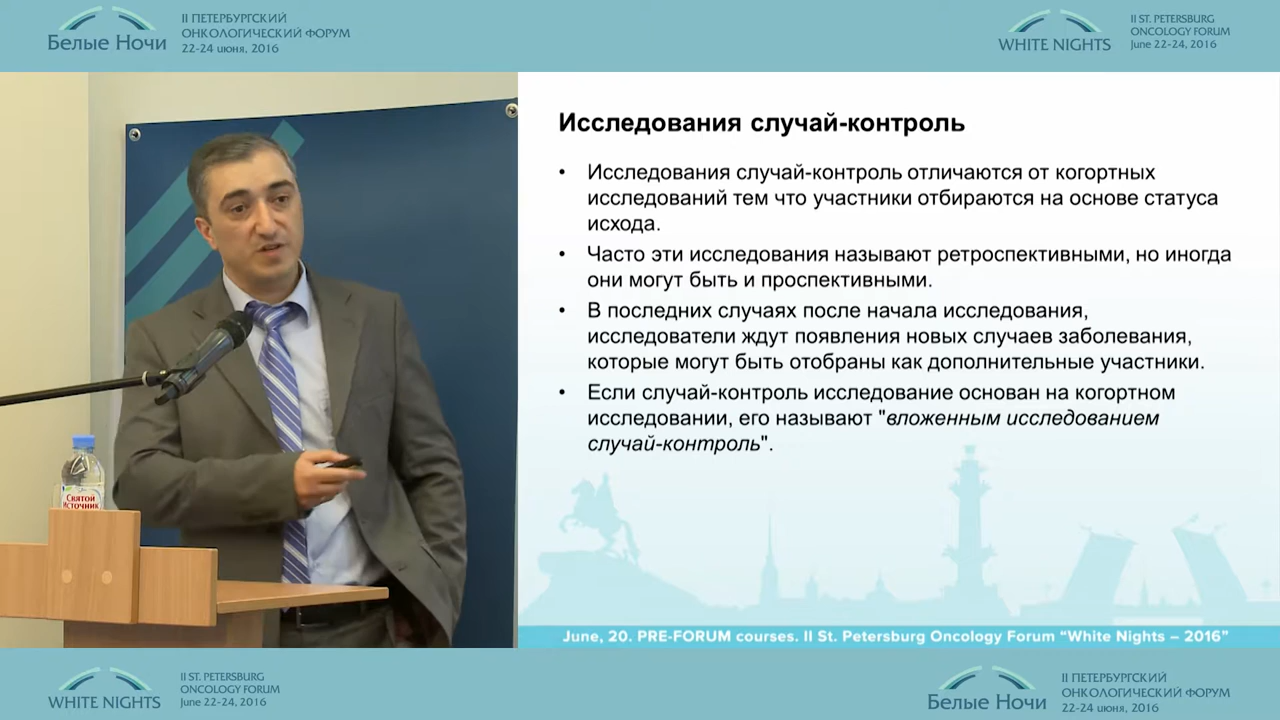 Белые Ночи
II ПЕТЕРБУРГСКИЙ
ОНКОЛОГИЧЕСКИЙ ФОРУМ
22-24 июня, 2016
WHITE NIGHTS
II ST. PETERSBURG
ONCOLOGY FORUM
June 22-24, 2016
Исследования случай-контроль
• Исследования случай-контроль отличаются от когортных
исследований тем что участники отбираются на основе статуса
исхода.
• Часто эти исследования называют ретроспективными, но иногда
они могут быть и проспективными.
• В последних случаях после начала исследования,
исследователи ждут появления новых случаев заболевания,
которые могут быть отобраны как дополнительные участники.
• Если случай-контроль исследование основан на когортном
исследовании, его называют "вложенным исследованием
случай-контроль".
Святой
Источник
June, 20. PRE-FORUM courses. II St. Petersburg Oncology Forum “White Nights – 2016”
WHITE NIGHTS
II ST. PETERSBURG
ONCOLOGY FORUM
June 22-24, 2016
Белые Ночи
II ПЕТЕРБУРГСКИЙ
ОНКОЛОГИЧЕСКИЙ ФОРУМ
22-24 июня, 2016